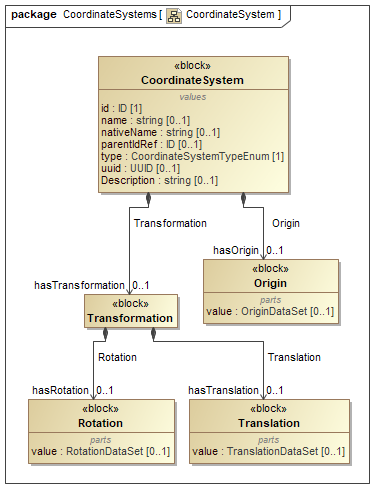 package CoordinateSystems [ CoordinateSystem ]
«block»
CoordinateSystem
values
id : ID [1]
name : string [0..1]
nativeName : string [0..1]
parentIdRef : ID [0..1]
type : CoordinateSystemTypeEnum [1]
uuid : UUID [0..1]
Description : string [0..1]
Transformation
Origin
hasOrigin 0..1
«block»
Origin
parts
value : OriginDataSet [0..1]
hasTransformation 0..1
«block»
Transformation
Rotation
Translation
hasRotation 0..1
hasTranslation 0..1
«block»
Rotation
parts
value : RotationDataSet [0..1]
«block»
Translation
parts
value : TranslationDataSet [0..1]